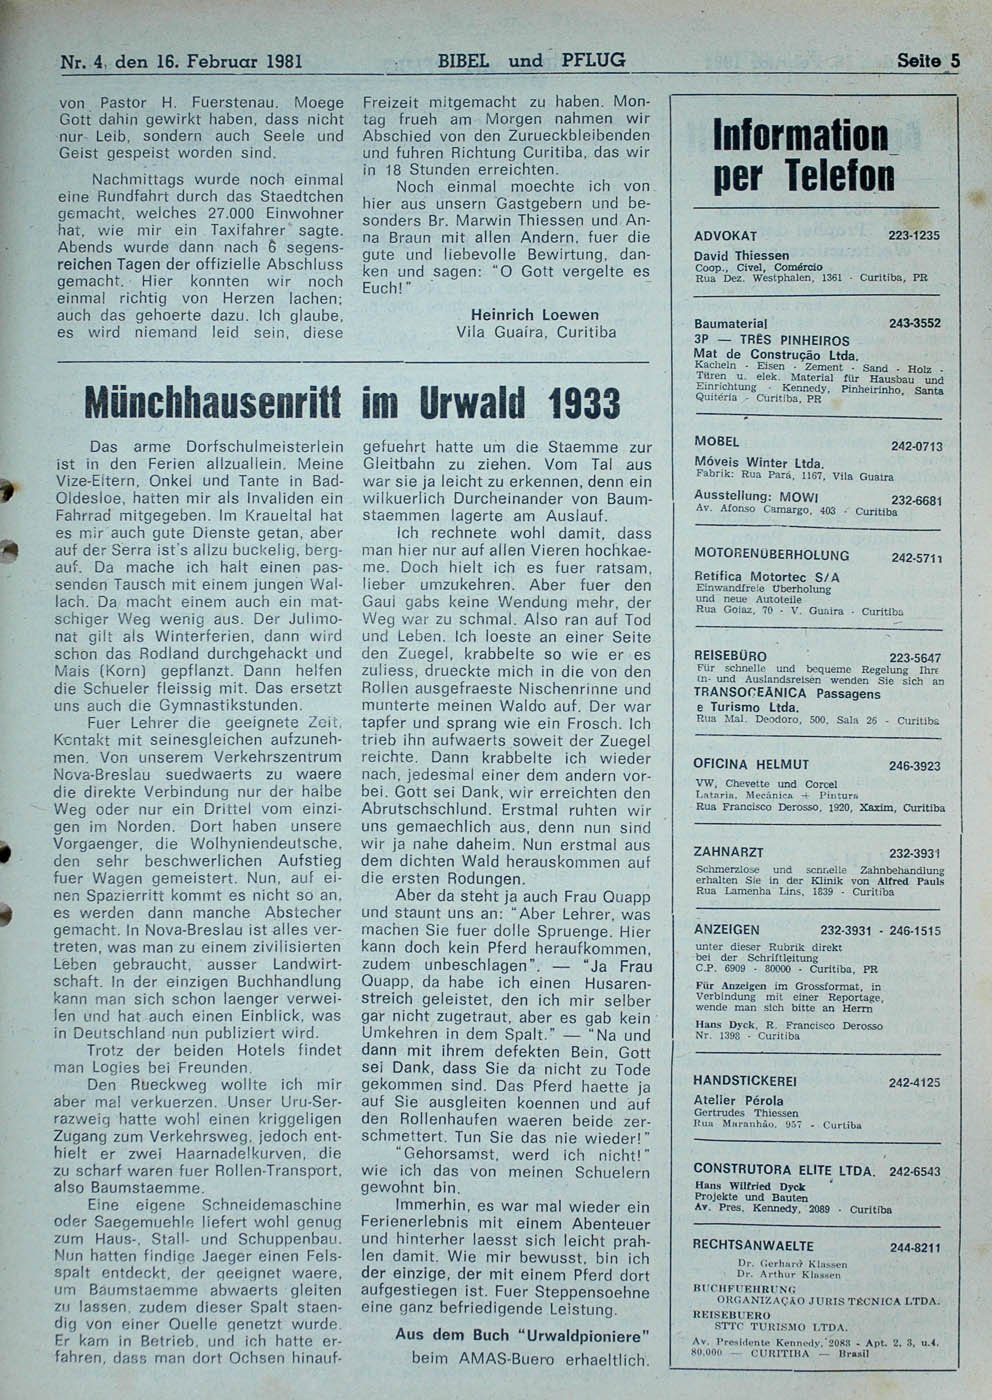 Nr. 4, den 16. Februar 1981
BIBEL und PFLUG
Seite 5
von Pastor H. Fuerstenau. Moege
Gott dahin gewirkt haben, dass nicht
nur Leib, sondern auch Seele und
Geist gespeist worden sind.
Nachmittags wurde noch einmal
eine Rundfahrt durch das Staedtchen
gemacht, welches 27.000 Einwohner
hat, wie mir ein Taxifahrer sagte.
Abends wurde dann nach 6 segens-
reichen Tagen der offizielle Abschluss
gemacht. Hier konnten wir noch
einmal richtig von Herzen lachen;
auch das gehoerte dazu. Ich glaube,
es wird niemand leid sein, diese
Freizeit mitgemacht zu haben. Mon-
tag frueh am Morgen nahmen wir
Abschied von den Zurueckbleibenden
und fuhren Richtung Curitiba, das wir
in 18 Stunden erreichten.
Noch einmal moechte ich von
hier aus unsern Gastgebern und be-
sonders Br. Marwin Thiessen und An-
na Braun mit allen Andern, fuer die
gute und liebevolle Bewirtung, dan-
ken und sagen: "O Gott vergelte es
Euch!"
Heinrich Loewen
Vila Guaíra, Curitiba
Münchhausenritt im Urwald 1933
Das arme Dorfschulmeisterlein
ist in den Ferien allzuallein. Meine
Vize-Eltern, Onkel und Tante in Bad-
Oldesloe, hatten mir als Invaliden ein
Fahrrad mitgegeben. Im Kraueltal hat
es mir auch gute Dienste getan, aber
auf der Serra ist's allzu buckelig, berg-
auf. Da mache ich halt einen pas-
senden Tausch mit einem jungen Wal-
lach. Da macht einem auch ein mat-
schiger Weg wenig aus. Der Julimo-
nat gilt als Winterferien, dann wird
schon das Rodland durchgehackt und
Mais (Korn) gepflanzt. Dann helfen
die Schueler fleissig mit. Das ersetzt
uns auch die Gymnastikstunden.
Fuer Lehrer die geeignete Zeit,
Kontakt mit seinesgleichen aufzuneh-
men. Von unserem Verkehrszentrum
Nova-Breslau suedwaerts zu waere
die direkte Verbindung nur der halbe
Weg oder nur ein Drittel vom einzi-
gen im Norden. Dort haben unsere
Vorgaenger, die Wolhyniendeutsche,
den sehr beschwerlichen Aufstieg
fuer Wagen gemeistert. Nun, auf ei-
nen Spazierritt kommt es nicht so an,
es werden dann manche Abstecher
gemacht. In Nova-Breslau ist alles ver-
treten, was man zu einem zivilisierten
Leben gebraucht, ausser Landwirt-
schaft. In der einzigen Buchhandlung
kann man sich schon laenger verwei-
len und hat auch einen Einblick, was
in Deutschland nun publiziert wird.
Trotz der beiden Hotels findet
man Logies bei Freunden.
Den Rueckweg wollte ich mir
aber mal verkuerzen. Unser Uru-Ser-
razweig hatte wohl einen kriggeligen
Zugang zum Verkehrsweg, jedoch ent-
hielt er zwei Haarnadelkurven, die
zu scharf waren fuer Rollen-Transport,
also Baumstaemme.
Eine eigene Schneidemaschine
oder Saegemuehle liefert wohl genug
zum Haus-, Stall- und Schuppenbau.
Nun hatten findige Jaeger einen Fels-
spalt entdeckt, der geeignet waere,
um Baumstaemme abwaerts gleiten
zu lassen, zudem dieser Spalt staen-
dig von einer Quelle genetzt wurde.
Er kam in Betrieb, und ich hatte er-
fahren, dass man dort Ochsen hinauf-
gefuehrt hatte um die Staemme zur
Gleitbahn zu ziehen. Vom Tal aus
war sie ja leicht zu erkennen, denn ein
wilkuerlich Durcheinander von Baum-
staemmen lagerte am Auslauf.
Ich rechnete wohl damit, dass
man hier nur auf allen Vieren hochkae-
me. Doch hielt ich es fuer ratsam,
lieber umzukehren. Aber fuer den
Gaul gabs keine Wendung mehr, der
Weg war zu schmal. Also ran auf Tod
und Leben. Ich loeste an einer Seite
den Zuegel, krabbelte so wie er es
zuliess, drueckte mich in die von den
Rollen ausgefraeste Nischenrinne und
munterte meinen Waldo auf. Der war
tapfer und sprang wie ein Frosch. Ich
trieb ihn aufwaerts soweit der Zuegel
reichte. Dann krabbelte ich wieder
nach, jedesmal einer dem andern vor-
bei. Gott sei Dank, wir erreichten den
Abrutschschlund. Erstmal ruhten wir
uns gemaechlich aus, denn nun sind
wir ja nahe daheim. Nun erstmal aus
dem dichten Wald herauskommen auf
die ersten Rodungen.
Aber da steht ja auch Frau Quapp
und staunt uns an: "Aber Lehrer, was
machen Sie fuer dolle Spruenge. Hier
kann doch kein Pferd heraufkommen,
zudem unbeschlagen". — "Ja Frau
Quapp, da habe ich einen Husaren-
streich geleistet, den ich mir selber
gar nicht zugetraut, aber es gab kein
Umkehren in dem Spalt." — "Na und
dann mit ihrem defekten Bein, Gott
sei Dank, dass Sie da nicht zu Tode
gekommen sind. Das Pferd haette ja
auf Sie ausgleiten koennen und auf
den Rollenhaufen waeren beide zer-
schmettert. Tun Sie das nie wieder!"
"Gehorsamst, werd ich nicht!"
wie ich das von meinen Schuelern
gewohnt bin.
Immerhin, es war mal wieder ein
Ferienerlebnis mit einem Abenteuer
und hinterher laesst sich leicht prah-
len damit. Wie mir bewusst, bin ich
der einzige, der mit einem Pferd dort
aufgestiegen ist. Fuer Steppensoehne
eine ganz befriedigende Leistung.
Aus dem Buch "Urwaldpioniere"
beim AMAS-Buero erhaeltlich.
Information
per Telefon
ADVOKAT 223-1235
David Thiessen
Coop., Civel, Comércio
Rua Dez. Westphalen, 1361 - Curitiba, PR
Baumaterial 243-3552
3P — TRÊS PINHEIROS
Mat de Construção Ltda.
Kacheln - Eisen - Zement - Sand - Holz -
Türen u. elek. Material für Hausbau und
Einrichtung - Kennedy, Pinheirinho, Santa
Quitéria - Curitiba, PR
MOBEL 242-0713
Móveis Winter Ltda.
Fabrik: Rua Pará, 1167, Vila Guaira
Ausstellung: MOWI 232-6681
Av. Afonso Camargo, 403 - Curitiba
MOTORENÜBERHOLUNG 242-5711
Retifica Motortec S/A
Einwandfreie Überholung
und neue Autoteile
Rua Goiaz, 70 - V. Guaira - Curitiba
REISEBÜRO 223-5647
Für schnelle und bequeme Regelung Ihre
In- und Auslandsreisen wenden Sie sich an
TRANSOCEÂNICA Passagens
e Turismo Ltda.
Rua Mal. Deodoro, 500, Sala 26 - Curitiba
OFICINA HELMUT 246-3923
VW, Chevette und Corcel
Lataria, Mecânica + Pintura
Rua Francisco Derosso, 1920, Xaxim, Curitiba
ZAHNARZT 232-3931
Schmerzlose und schnelle Zahnbehandlung
erhalten Sie in der Klinik von Alfred Pauls
Rua Lamenha Lins, 1839 - Curitiba
ANZEIGEN 232-3931 - 246-1515
unter dieser Rubrik direkt
bei der Schriftleitung
C.P. 6909 - 80000 - Curitiba, PR
Für Anzeigen im Grossformat, in
Verbindung mit einer Reportage,
wende man sich bitte an Herrn
Hans Dyck, R. Francisco Derosso
Nr. 1398 - Curitiba
HANDSTICKEREI 242-4125
Atelier Pérola
Gertrudes Thiessen
Rua Maranhão, 957 - Curtiba
CONSTRUTORA ELITE LTDA. 242-6543
Hans Wilfried Dyck
Projekte und Bauten
Av. Pres. Kennedy, 2089 - Curitiba
RECHTSANWAELTE 244-8211
Dr. Gerhard Klassen
Dr. Arthur Klassen
BUCHFUEHRUNG
ORGANIZAÇÃO JURIS TÉCNICA LTDA.
REISEBUERO
STTC TURISMO LTDA.
Av. Presidente Kennedy, 2083 - Apt. 2, 3, u.4.
80.000 — CURITIBA — Brasil